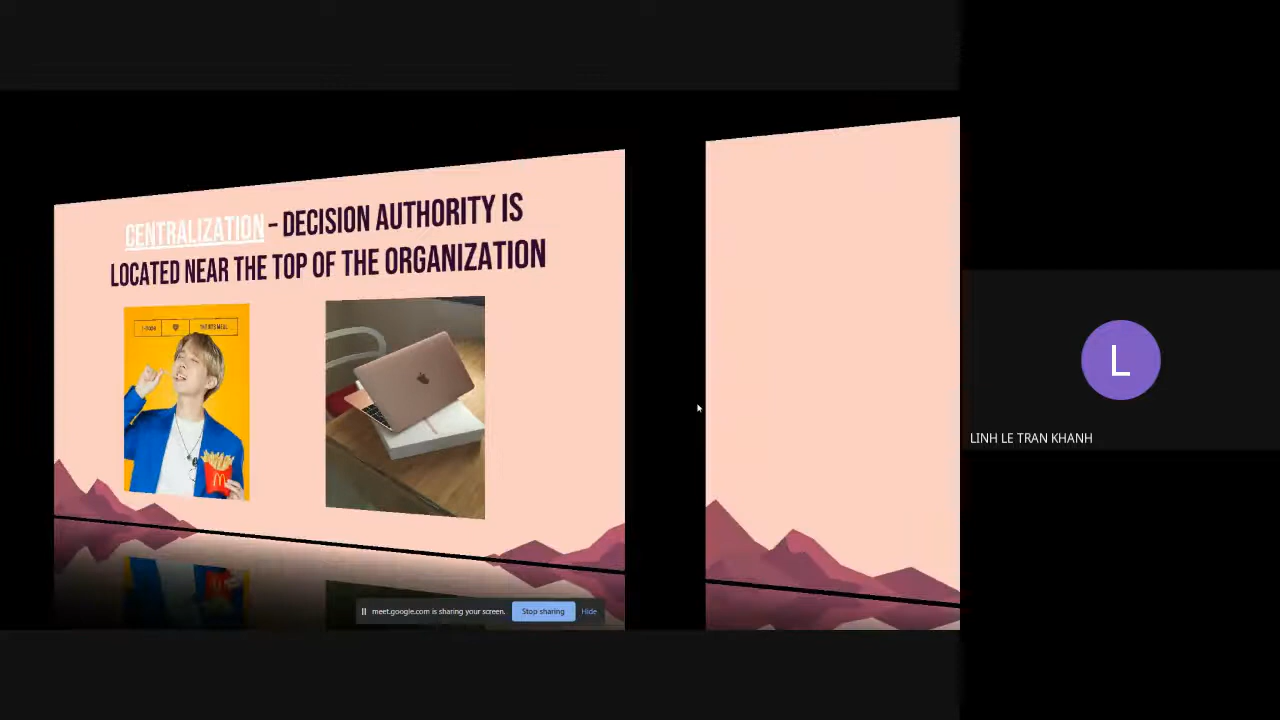 CENTRALIZATION – DECISION AUTHORITY IS
LOCATED NEAR THE TOP OF THE ORGANIZATION
meet.google.com is sharing your screen.
Stop sharing
Hide
L
LINH LE TRAN KHANH